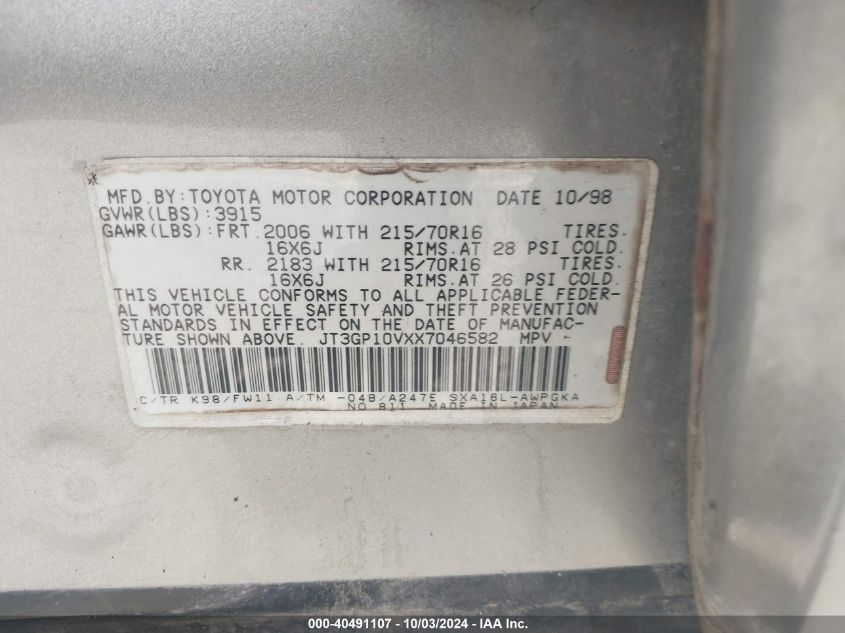 MFD.BY:TOYOTA MOTOR CORPORATION DATE 10/98
GVWR(LBS):3915
GAWR(LBS):FRT.2006 WITH 215/70R16 TIRES.
16X6J RIMS.AT 28 PSI COLD.
RR. 2183 WITH 215/70R16 TIRES.
16X6J RIMS.AT 26 PSI COLD.
THIS VEHICLE CONFORMS TO ALL APPLICABLE FEDER-
AL MOTOR VEHICLE SAFETY AND THEFT PREVENTION
STANDARDS IN EFFECT ON THE DATE OF MANUFAC-
TURE SHOWN ABOVE. JT3GP10VXX7046582 MPV
C/TR K98/FW11 A/TM -04B/A247E SXA16L-AWPGKA
NO 811 MADE IN JAPAN
000-40491107 - 10/03/2024 - IAA Inc.